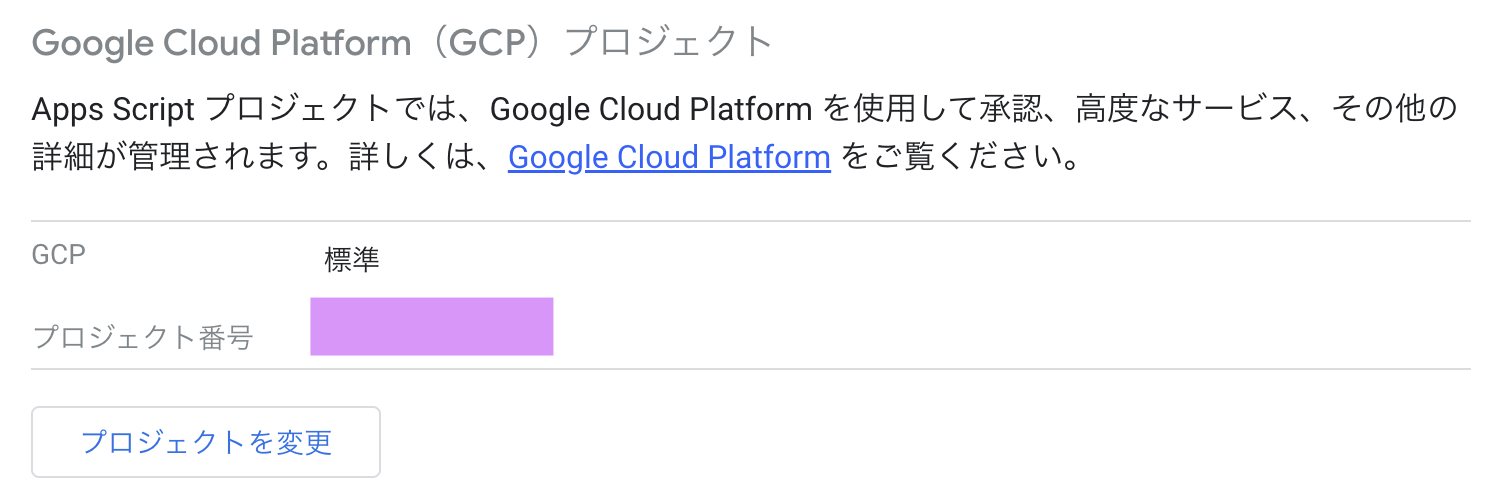 Google Cloud Platform（GCP）プロジェクト
Apps Script プロジェクトでは、Google Cloud Platform を使用して承認、高度なサービス、その他の
詳細が管理されます。詳しくは、Google Cloud Platform をご覧ください。
GCP 標準
プロジェクト番号
プロジェクトを変更